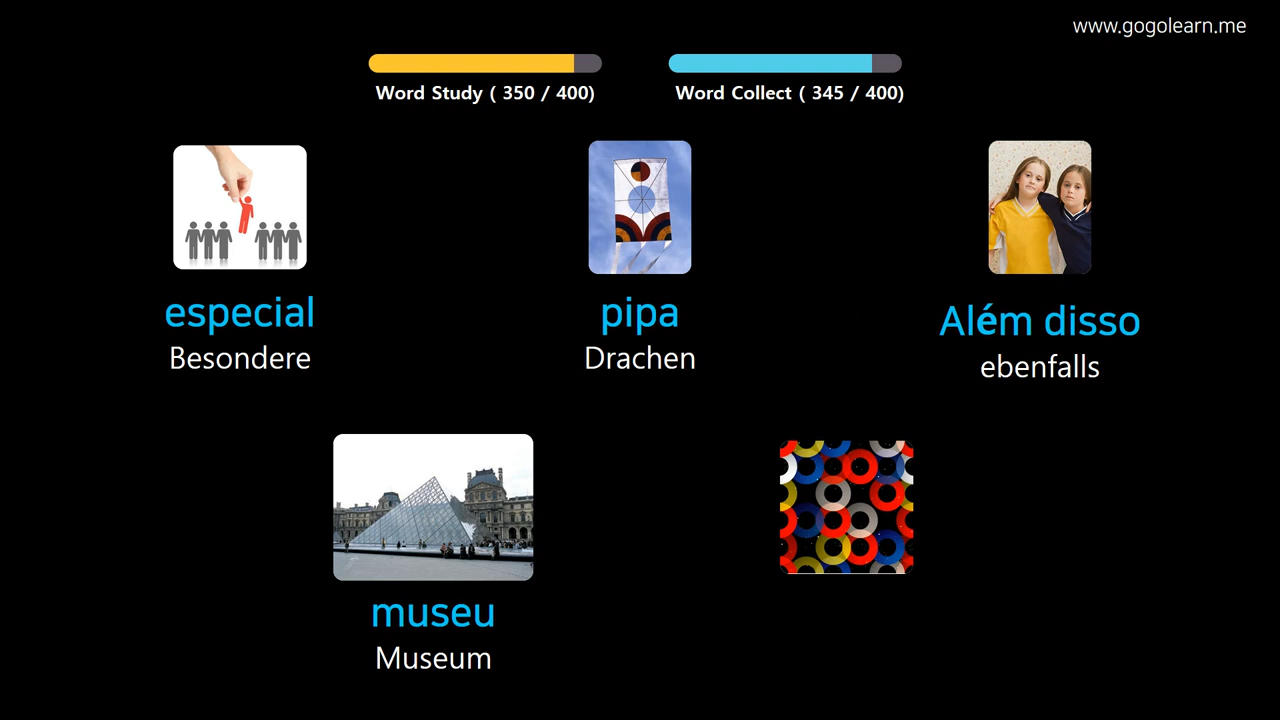 www.gogolearn.me
Word Study ( 350 / 400)
Word Collect ( 345 / 400)
especial
Besondere
pipa
Drachen
Além disso
ebenfalls
museu
Museum